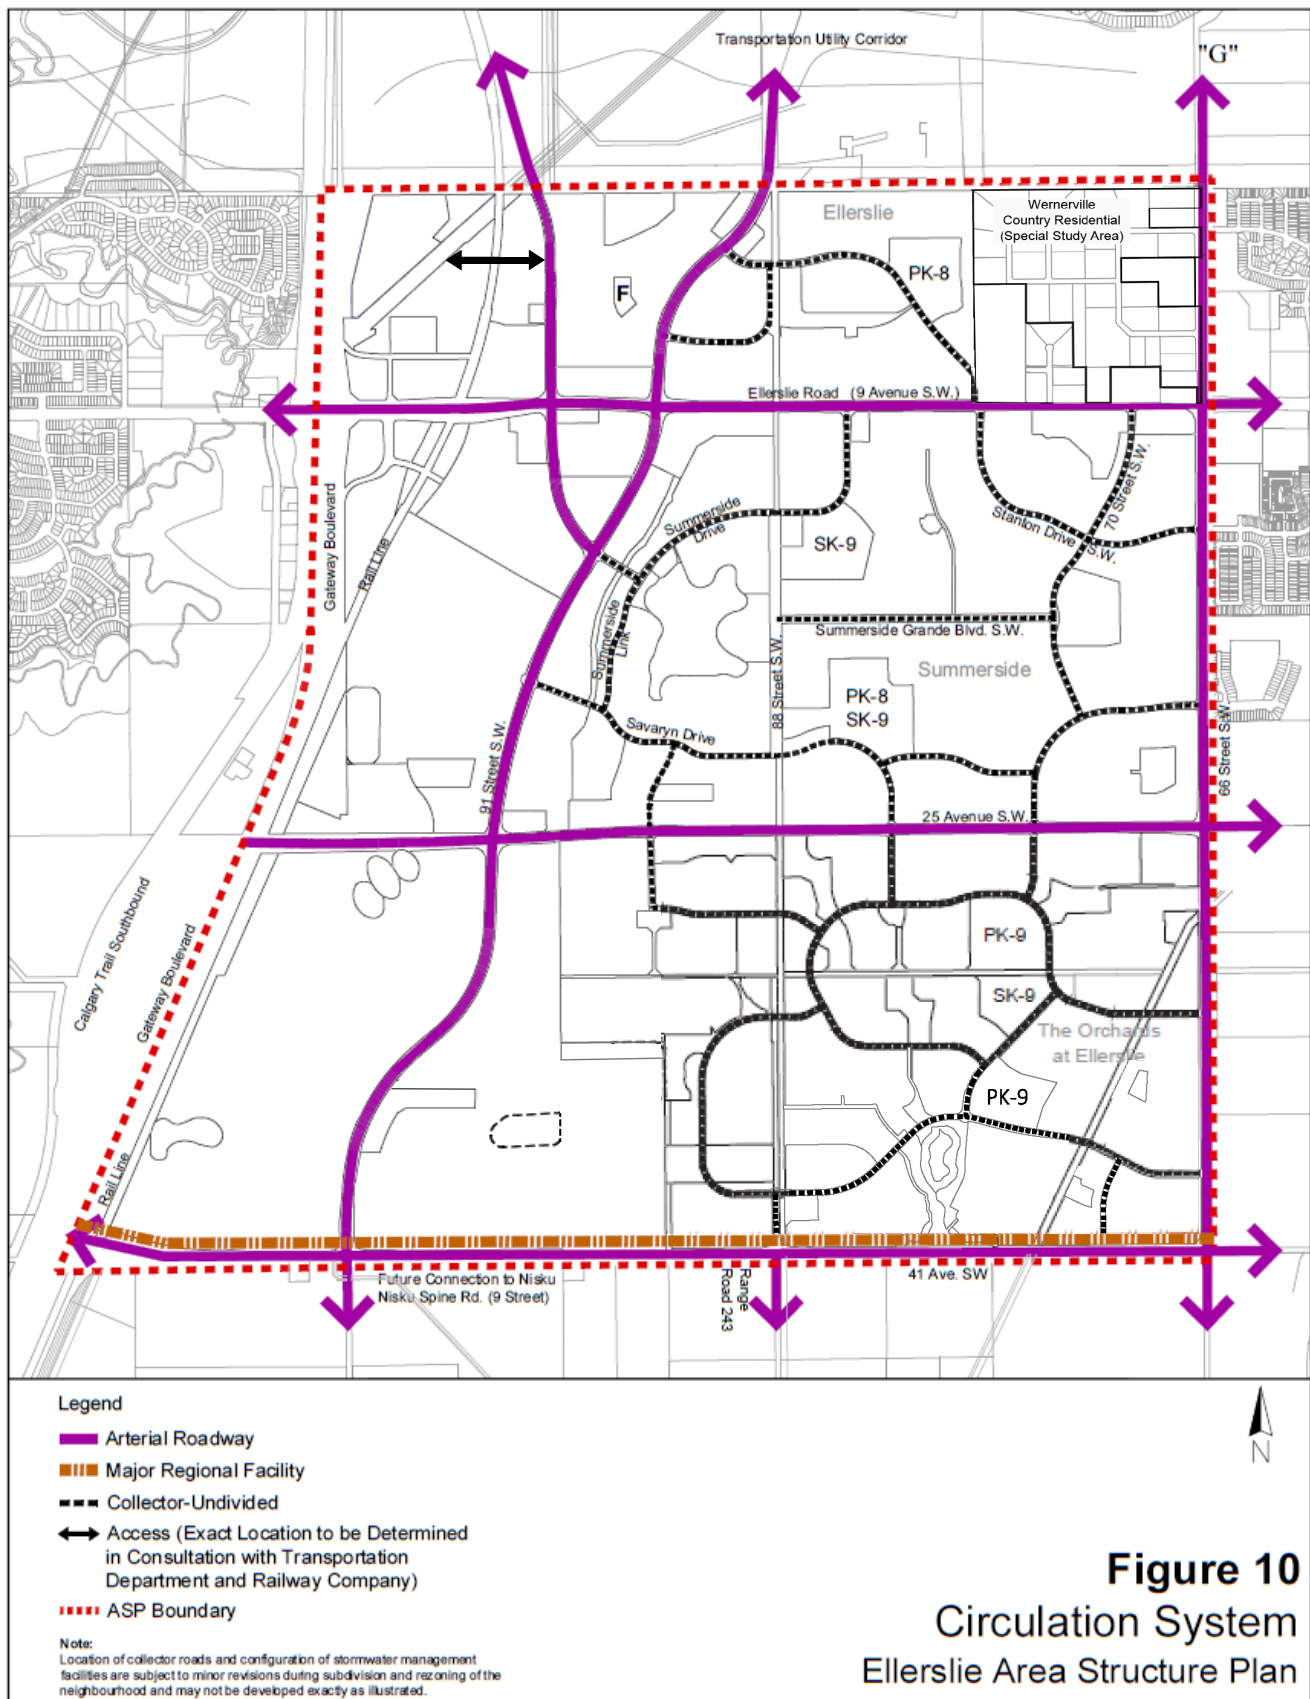 Transportation Utility Corridor
"G"
Ellerslie
Wernerville
Country Residential
(Special Study Area)
PK-8
F
Ellerslie Road (9 Avenue S.W.)
Gateway Boulevard
Rail Line
Summerside
Drive
SK-9
Stanton Drive S.W.
70 Street S.W.
Summerside
Link
Summerside Grande Blvd. S.W.
Summerside
88 Street S.W.
PK-8
SK-9
Savaryn Drive
91 Street S.W.
66 Street S.W.
25 Avenue S.W.
Calgary Trail Southbound
Gateway Boulevard
PK-9
SK-9
The Orchards
at Ellerslie
PK-9
Rail Line
Future Connection to Nisku
Nisku Spine Rd. (9 Street)
Range
Road 243
41 Ave. SW
Legend
Arterial Roadway
Major Regional Facility
Collector-Undivided
Access (Exact Location to be Determined
in Consultation with Transportation
Department and Railway Company)
ASP Boundary
N
Note:
Location of collector roads and configuration of stormwater management
facilities are subject to minor revisions during subdivision and rezoning of the
neighbourhood and may not be developed exactly as illustrated.
Figure 10
Circulation System
Ellerslie Area Structure Plan